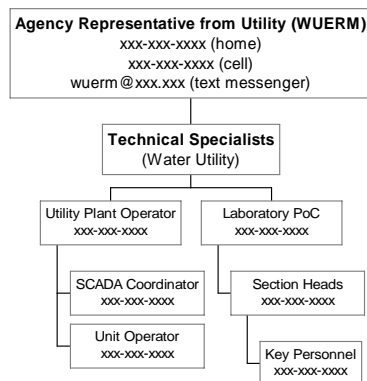 Agency Representative from Utility (WUERM)
xxx-xxx-xxxx (home)
xxx-xxx-xxxx (cell)
wuerm@xxx.xxx (text messenger)
Technical Specialists
(Water Utility)
Utility Plant Operator
xxx-xxx-xxxx
Laboratory PoC
xxx-xxx-xxxx
SCADA Coordinator
xxx-xxx-xxxx
Section Heads
xxx-xxx-xxxx
Unit Operator
xxx-xxx-xxxx
Key Personnel
xxx-xxx-xxxx